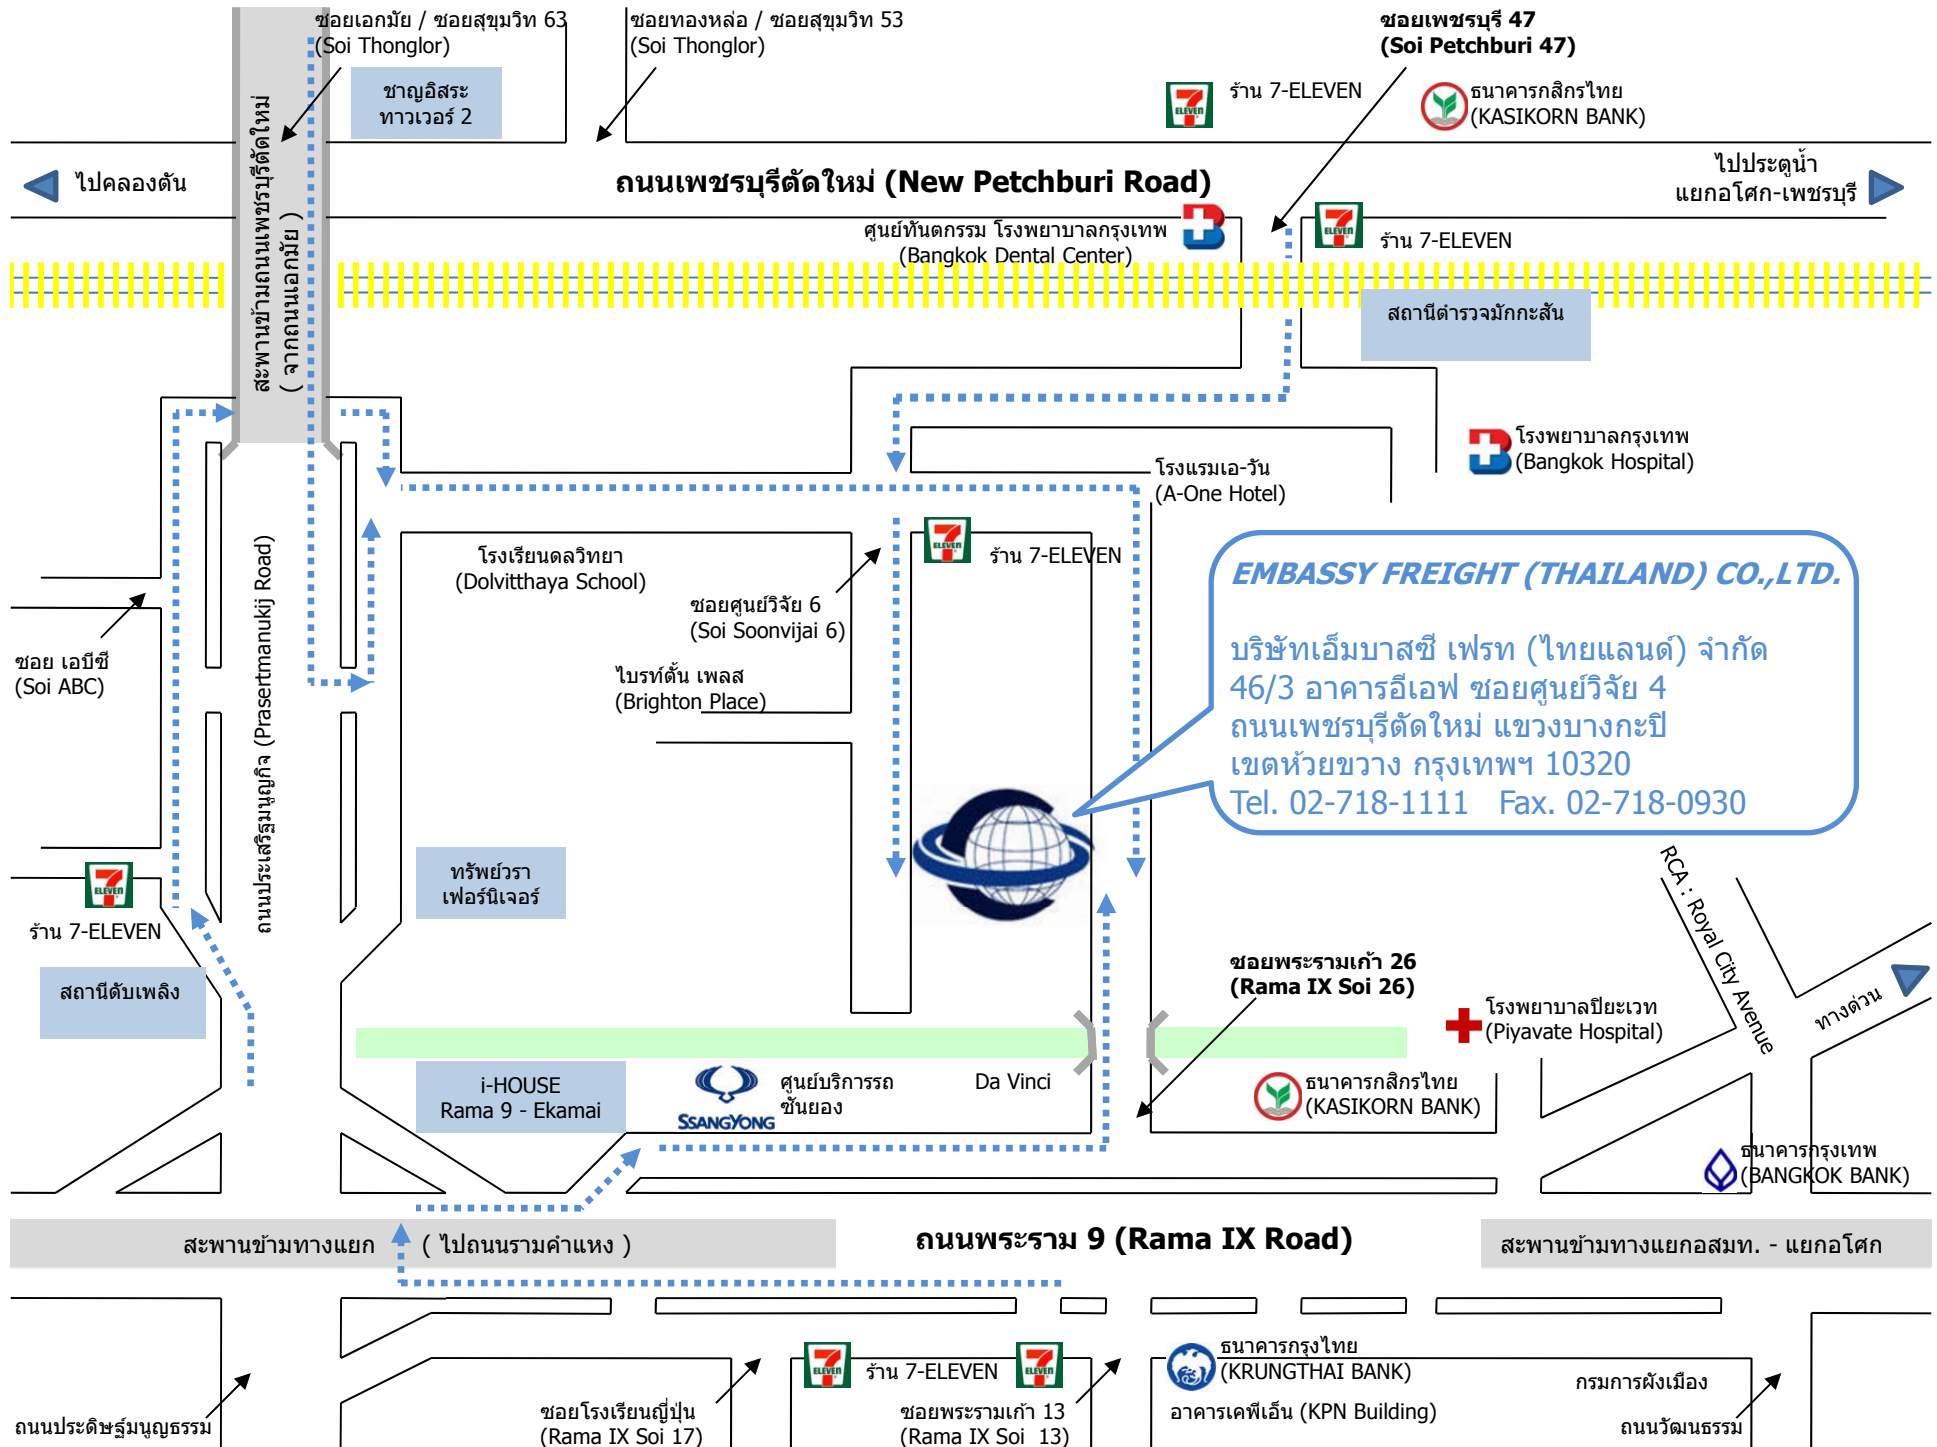 ซอยเอกมัย / ซอยสุขุมวิท 63
(Soi Thonglor)
ซอยทองหล่อ / ซอยสุขุมวิท 53
(Soi Thonglor)
ซอยเพชรบุรี 47
(Soi Petchburi 47)
ชาญอิสระ
ทาวเวอร์ 2
7
ELEVEN
ร้าน 7-ELEVEN
ธนาคารกสิกรไทย
(KASIKORN BANK)
สะพานข้ามถนนเพชรบุรีตัดใหม่
( จากถนนเอกมัย )
ไปคลองตัน
ถนนเพชรบุรีตัดใหม่ (New Petchburi Road)
ไปประตูน้ำ
แยกอโศก-เพชรบุรี
ศูนย์ทันตกรรม โรงพยาบาลกรุงเทพ
(Bangkok Dental Center)
7
ELEVEN
ร้าน 7-ELEVEN
สถานีตำรวจมักกะสัน
โรงพยาบาลกรุงเทพ
(Bangkok Hospital)
โรงแรมเอ-วัน
(A-One Hotel)
7
ELEVEN
ร้าน 7-ELEVEN
โรงเรียนดลวิทยา
(Dolvitthaya School)
ซอยศูนย์วิจัย 6
(Soi Soonvijai 6)
ซอย เอบีซี
(Soi ABC)
ถนนประเสริฐมนูญกิจ (Prasertmanukij Road)
ไบรท์ตั้น เพลส
(Brighton Place)
EMBASSY FREIGHT (THAILAND) CO.,LTD.
บริษัทเอ็มบาสซี เฟรท (ไทยแลนด์) จำกัด
46/3 อาคารอีเอฟ ซอยศูนย์วิจัย 4
ถนนเพชรบุรีตัดใหม่ แขวงบางกะปิ
เขตห้วยขวาง กรุงเทพฯ 10320
Tel. 02-718-1111 Fax. 02-718-0930
7
ELEVEN
ร้าน 7-ELEVEN
ทรัพย์วรา
เฟอร์นิเจอร์
สถานีดับเพลิง
RCA : Royal City Avenue
ทางด่วน
ซอยพระรามเก้า 26
(Rama IX Soi 26)
โรงพยาบาลปิยะเวท
(Piyavate Hospital)
i-HOUSE
Rama 9 - Ekamai
SSANGYONG
ศูนย์บริการรถ
ซันยอง
Da Vinci
ธนาคารกสิกรไทย
(KASIKORN BANK)
ธนาคารกรุงเทพ
(BANGKOK BANK)
สะพานข้ามทางแยก ( ไปถนนรามคำแหง )
ถนนพระราม 9 (Rama IX Road)
สะพานข้ามทางแยกอสมท. - แยกอโศก
7
ELEVEN
ร้าน 7-ELEVEN
7
ELEVEN
ธนาคารกรุงไทย
(KRUNGTHAI BANK)
กรมการผังเมือง
ถนนประดิษฐ์มนูญธรรม
ซอยโรงเรียนญี่ปุ่น
(Rama IX Soi 17)
ซอยพระรามเก้า 13
(Rama IX Soi 13)
อาคารเคพีเอ็น (KPN Building)
ถนนวัฒนธรรม